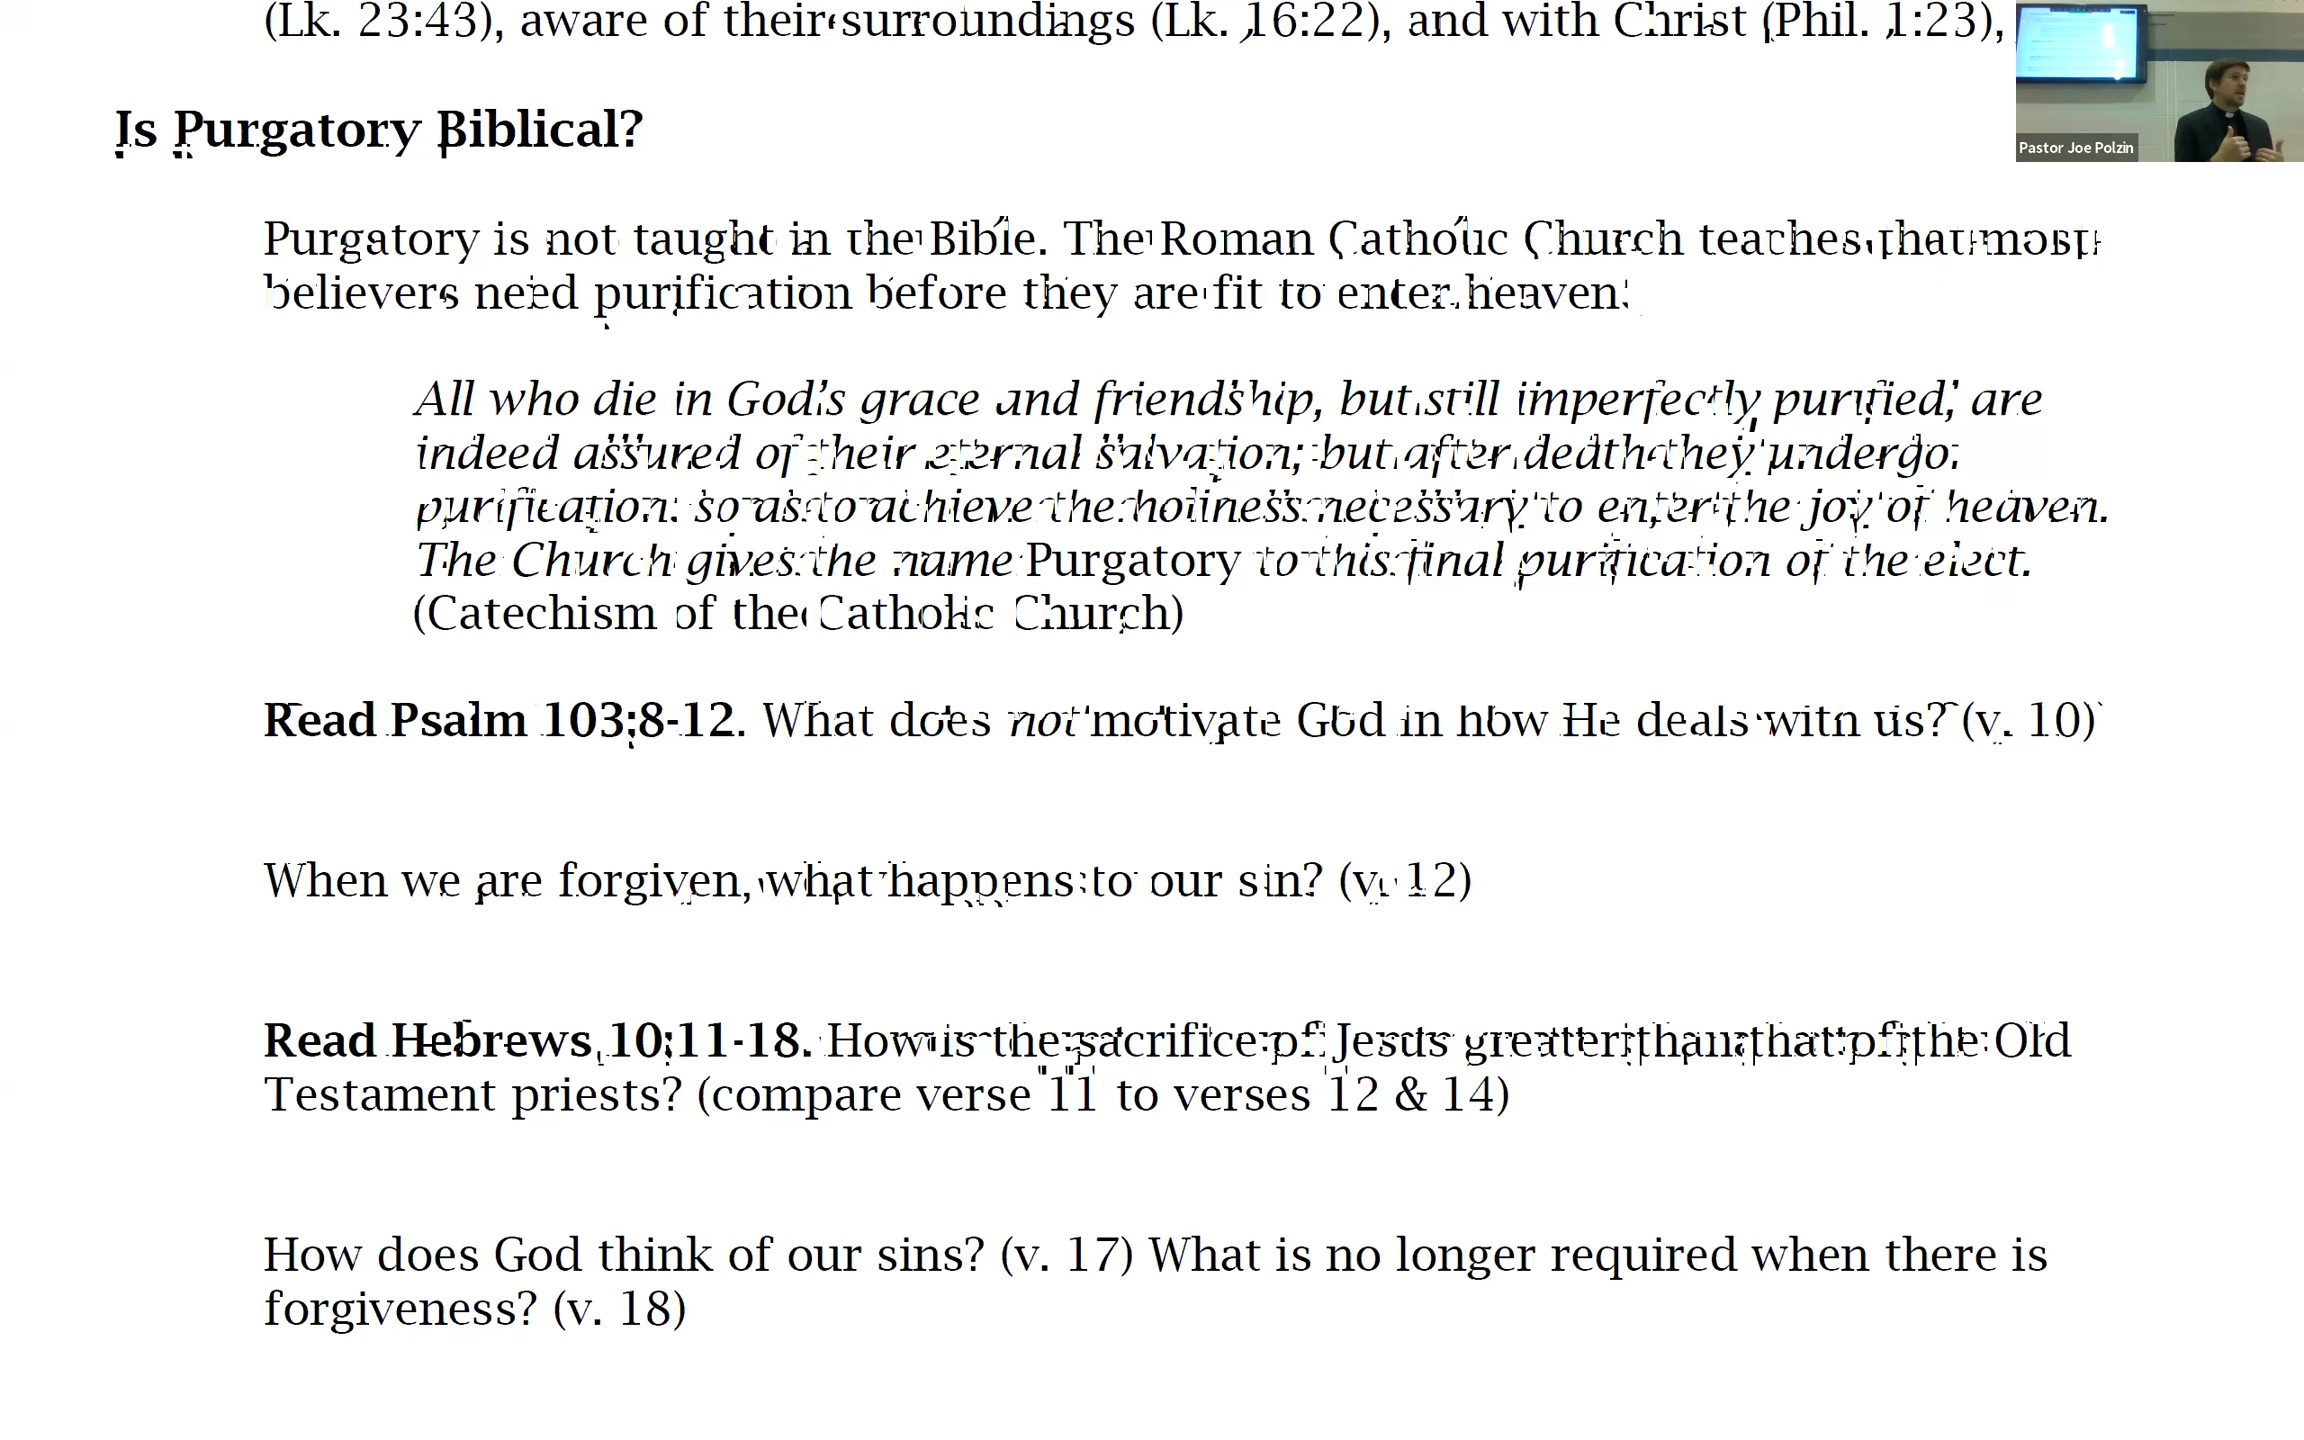 (Lk. 23:43), aware of their surroundings (Lk. 16:22), and with Christ (Phil. 1:23),
Is Purgatory Biblical?
Purgatory is not taught in the Bible. The Roman Catholic Church teaches that most
believers need purification before they are fit to enter heaven:
All who die in God's grace and friendship, but still imperfectly purified, are
indeed assured of their eternal salvation; but after death they undergo
purification, so as to achieve the holiness necessary to enter the joy of heaven.
The Church gives the name Purgatory to this final purification of the elect.
(Catechism of the Catholic Church)
Read Psalm 103:8-12. What does not motivate God in how He deals with us? (v. 10)
When we are forgiven, what happens to our sin? (v. 12)
Read Hebrews 10:11-18. How is the sacrifice of Jesus greater than that of the Old
Testament priests? (compare verse 11 to verses 12 & 14)
How does God think of our sins? (v. 17) What is no longer required when there is
forgiveness? (v. 18)
Pastor Joe Polzin